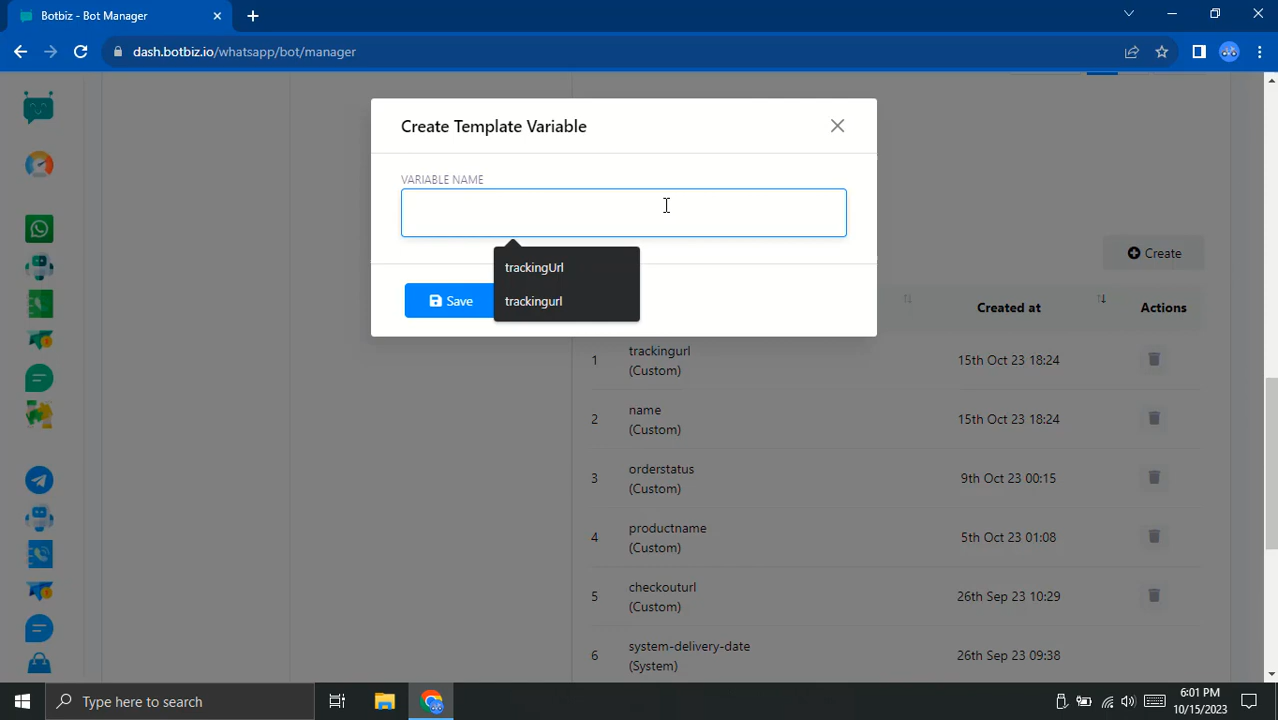 Botbiz - Bot Manager
dash.botbiz.io/whatsapp/bot/manager
Create Template Variable
VARIABLE NAME
trackingUrl
trackingurl
Save
Create
Created at
Actions
1
trackingurl
(Custom)
15th Oct 23 18:24
2
name
(Custom)
15th Oct 23 18:24
3
orderstatus
(Custom)
9th Oct 23 00:15
4
productname
(Custom)
5th Oct 23 01:08
5
checkouturl
(Custom)
26th Sep 23 10:29
6
system-delivery-date
(System)
26th Sep 23 09:38
Type here to search
6:01 PM
10/15/2023